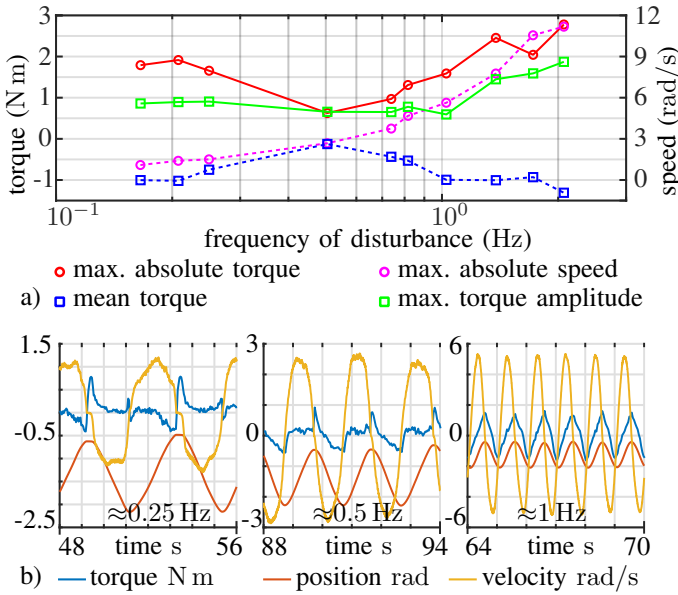 torque (N m)
3
2
1
0
-1
12
9
6
3
0
speed (rad/s)
10⁻¹
10⁰
frequency of disturbance (Hz)
max. absolute torque
max. absolute speed
a)
mean torque
max. torque amplitude
1.5
-0.5
-2.5
≈0.25 Hz
48
time s
56
3
0
-3
≈0.5 Hz
88
time s
94
6
0
-6
≈1 Hz
64
time s
70
b)
torque N m
position rad
velocity rad/s